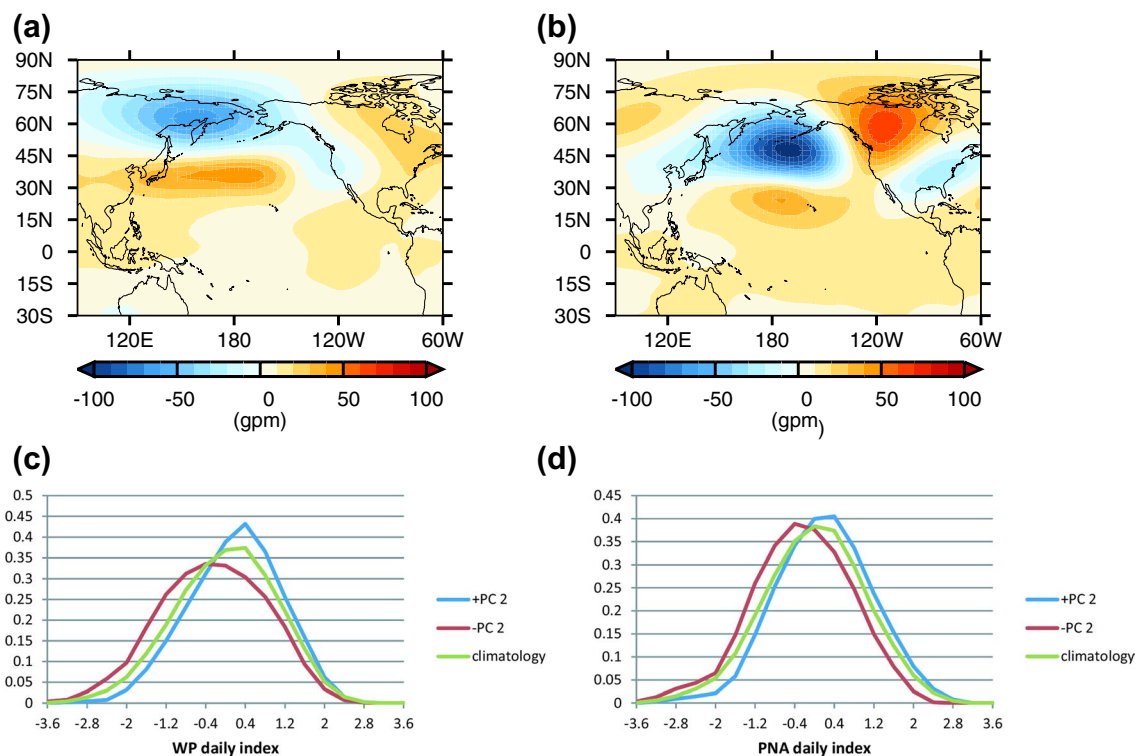 (a)
90N
75N
60N
45N
30N
15N
0
15S
30S
120E 180 120W 60W
-100 -50 0 50 100
(gpm)
(b)
90N
75N
60N
45N
30N
15N
0
15S
30S
120E 180 120W 60W
-100 -50 0 50 100
(gpm)
(c)
0.5
0.45
0.4
0.35
0.3
0.25
0.2
0.15
0.1
0.05
0
-3.6 -2.8 -2 -1.2 -0.4 0.4 1.2 2 2.8 3.6
WP daily index
+PC 2
-PC 2
climatology
(d)
0.45
0.4
0.35
0.3
0.25
0.2
0.15
0.1
0.05
0
-3.6 -2.8 -2 -1.2 -0.4 0.4 1.2 2 2.8 3.6
PNA daily index
+PC 2
-PC 2
climatology